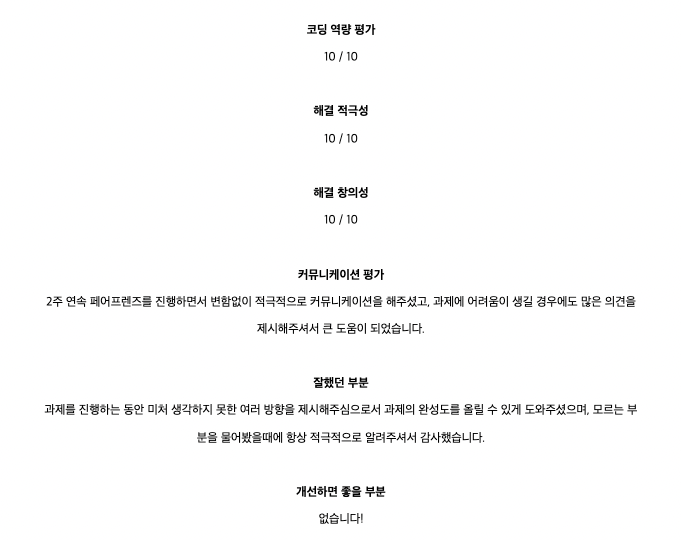 코딩 역량 평가
10 / 10
해결 적극성
10 / 10
해결 창의성
10 / 10
커뮤니케이션 평가
2주 연속 페어프렌즈를 진행하면서 변함없이 적극적으로 커뮤니케이션을 해주셨고, 과제에 어려움이 생길 경우에도 많은 의견을
제시해주셔서 큰 도움이 되었습니다.
잘했던 부분
과제를 진행하는 동안 미처 생각하지 못한 여러 방향을 제시해주심으로서 과제의 완성도를 올릴 수 있게 도와주셨으며, 모르는 부
분을 물어봤을때에 항상 적극적으로 알려주셔서 감사했습니다.
개선하면 좋을 부분
없습니다!